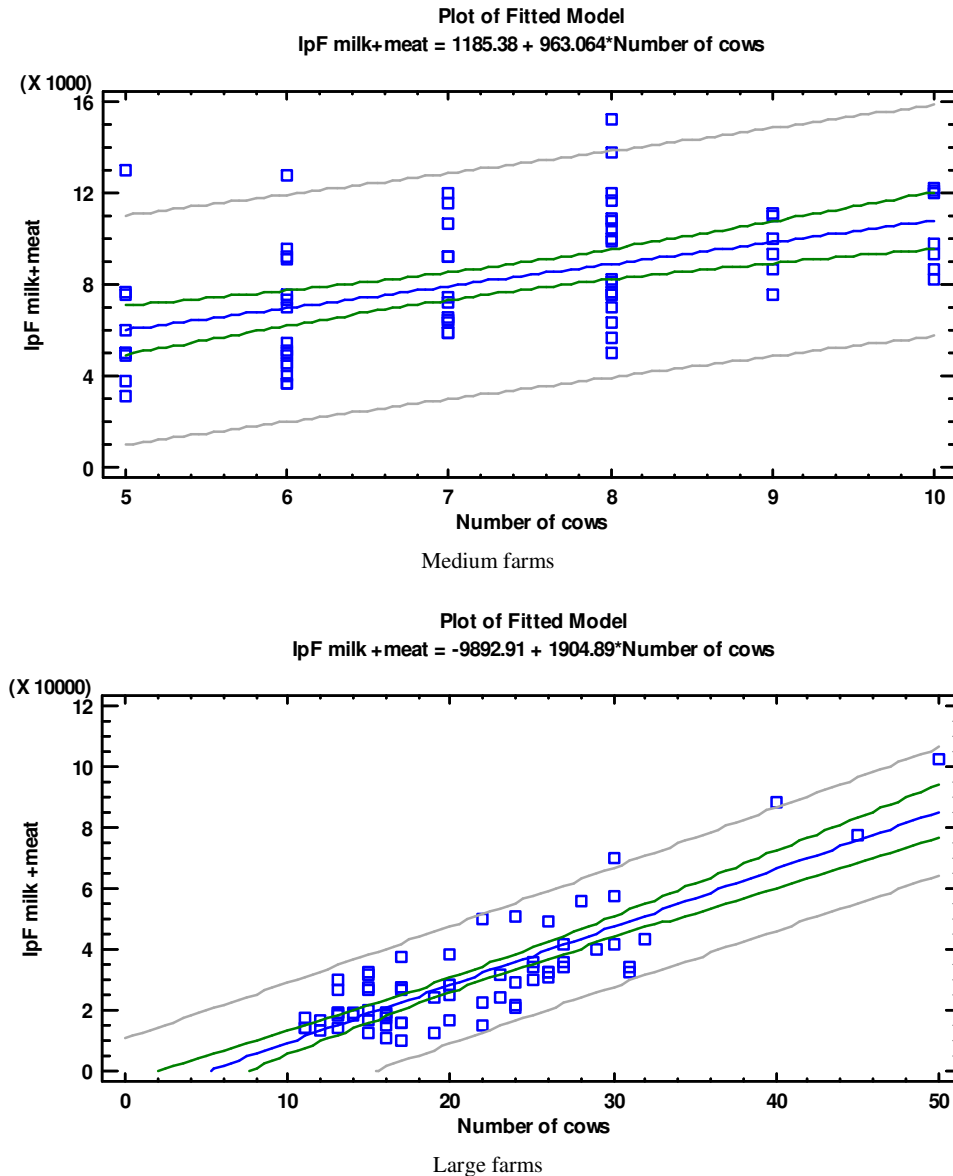 Plot of Fitted Model
IpF milk+meat = 1185.38 + 963.064*Number of cows
(X 1000)
16
12
8
4
0
IpF milk+meat
5 6 7 8 9 10
Number of cows
Medium farms
Plot of Fitted Model
IpF milk +meat = -9892.91 + 1904.89*Number of cows
(X 10000)
12
10
8
6
4
2
0
IpF milk +meat
0 10 20 30 40 50
Number of cows
Large farms